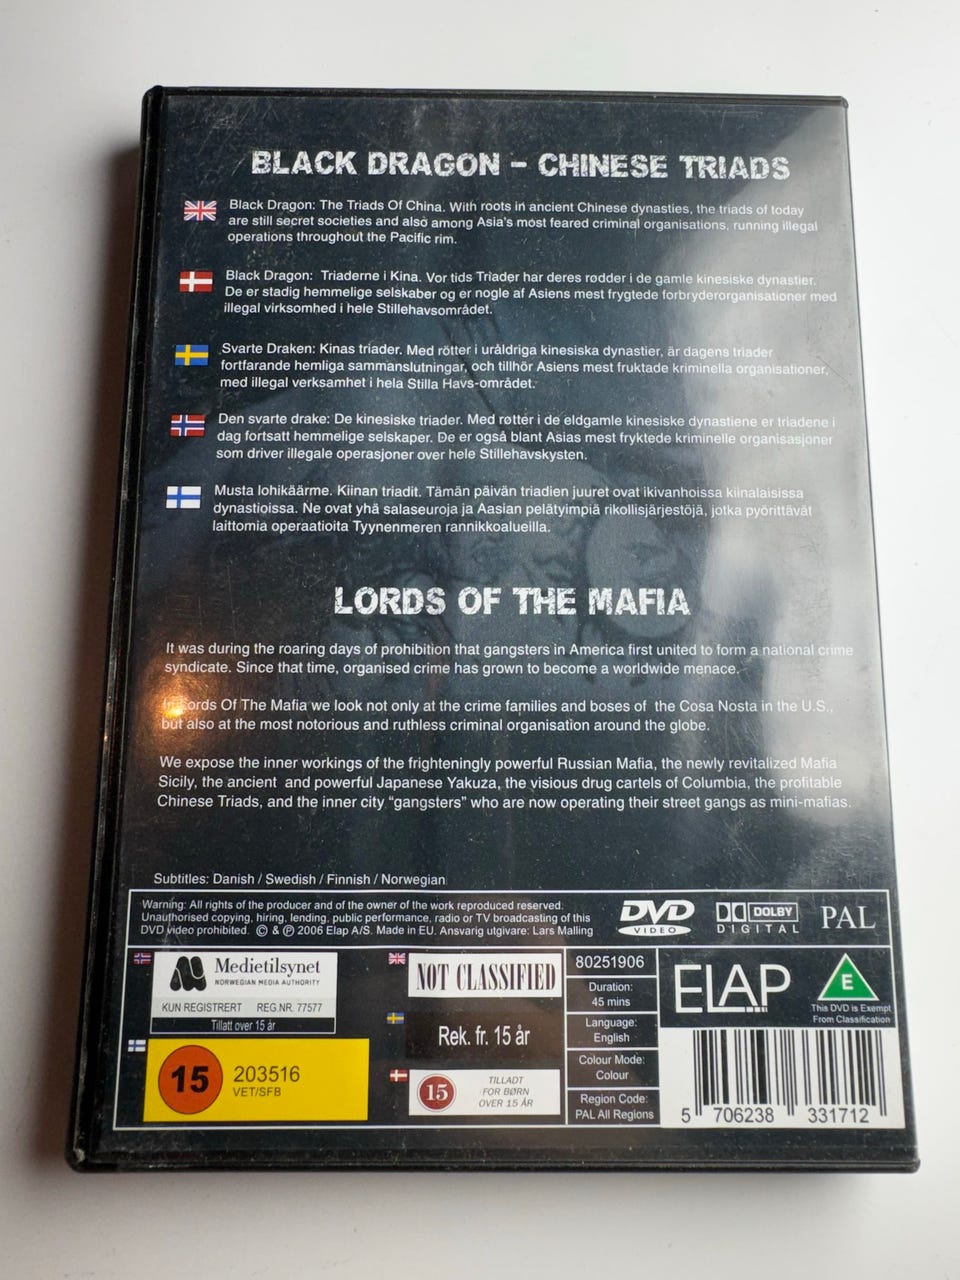 BLACK DRAGON – CHINESE TRIADS
Black Dragon: The Triads Of China. With roots in ancient Chinese dynasties, the triads of today
are still secret societies and also among Asia's most feared criminal organisations, running illegal
operations throughout the Pacific rim.
Black Dragon: Triaderne i Kina. Vor tids Triader har deres rødder i de gamle kinesiske dynastier.
De er stadig hemmelige selskaber og er nogle af Asiens mest frygtede forbryderorganisationer med
illegal virksomhed i hele Stillehavsområdet.
Svarte Draken: Kinas triader. Med rötter i uråldriga kinesiska dynastier, är dagens triader
fortfarande hemliga sammanslutningar, och tillhör Asiens mest fruktade kriminella organisationer,
med illegal verksamhet i hela Stilla Havs-området.
Den svarte drake: De kinesiske triader. Med røtter i de eldgamle kinesiske dynastiene er triadene i
dag fortsatt hemmelige selskaper. De er også blant Asias mest fryktede kriminelle organisasjoner
som driver illegale operasjoner over hele Stillehavskysten.
Musta lohikäärme. Kiinan triadit. Tämän päivän triadien juuret ovat ikivanhoissa kiinalaisissa
dynastioissa. Ne ovat yhä salaseuroja ja Aasian pelätyimpiä rikollisjärjestöjä, jotka pyörittävät
laittomia operaatioita Tyynenmeren rannikkoalueilla.
LORDS OF THE MAFIA
It was during the roaring days of prohibition that gangsters in America first united to form a national crime
syndicate. Since that time, organised crime has grown to become a worldwide menace.
In Lords Of The Mafia we look not only at the crime families and boses of the Cosa Nosta in the U.S.,
but also at the most notorious and ruthless criminal organisation around the globe.
We expose the inner workings of the frighteningly powerful Russian Mafia, the newly revitalized Mafia
Sicily, the ancient and powerful Japanese Yakuza, the visious drug cartels of Columbia, the profitable
Chinese Triads, and the inner city "gangsters" who are now operating their street gangs as mini-mafias.
Subtitles: Danish / Swedish / Finnish / Norwegian
Warning: All rights of the producer and of the owner of the work reproduced reserved.
Unauthorised copying, hiring, lending, public performance, radio or TV broadcasting of this
DVD video prohibited. © & ℗ 2006 Elap A/S. Made in EU. Ansvarig utgivare: Lars Malling
DVD
VIDEO
DOLBY
DIGITAL
PAL
Medietilsynet
NORWEGIAN MEDIA AUTHORITY
KUN REGISTRERT REG.NR. 77577
Tillatt over 15 år
15
203516
VET/SFB
NOT CLASSIFIED
Rek. fr. 15 år
15
TILLADT
FOR BØRN
OVER 15 ÅR
80251906
Duration:
45 mins
Language:
English
Colour Mode:
Colour
Region Code:
PAL All Regions
ELAP
E
This DVD is Exempt
From Classification
5 706238 331712